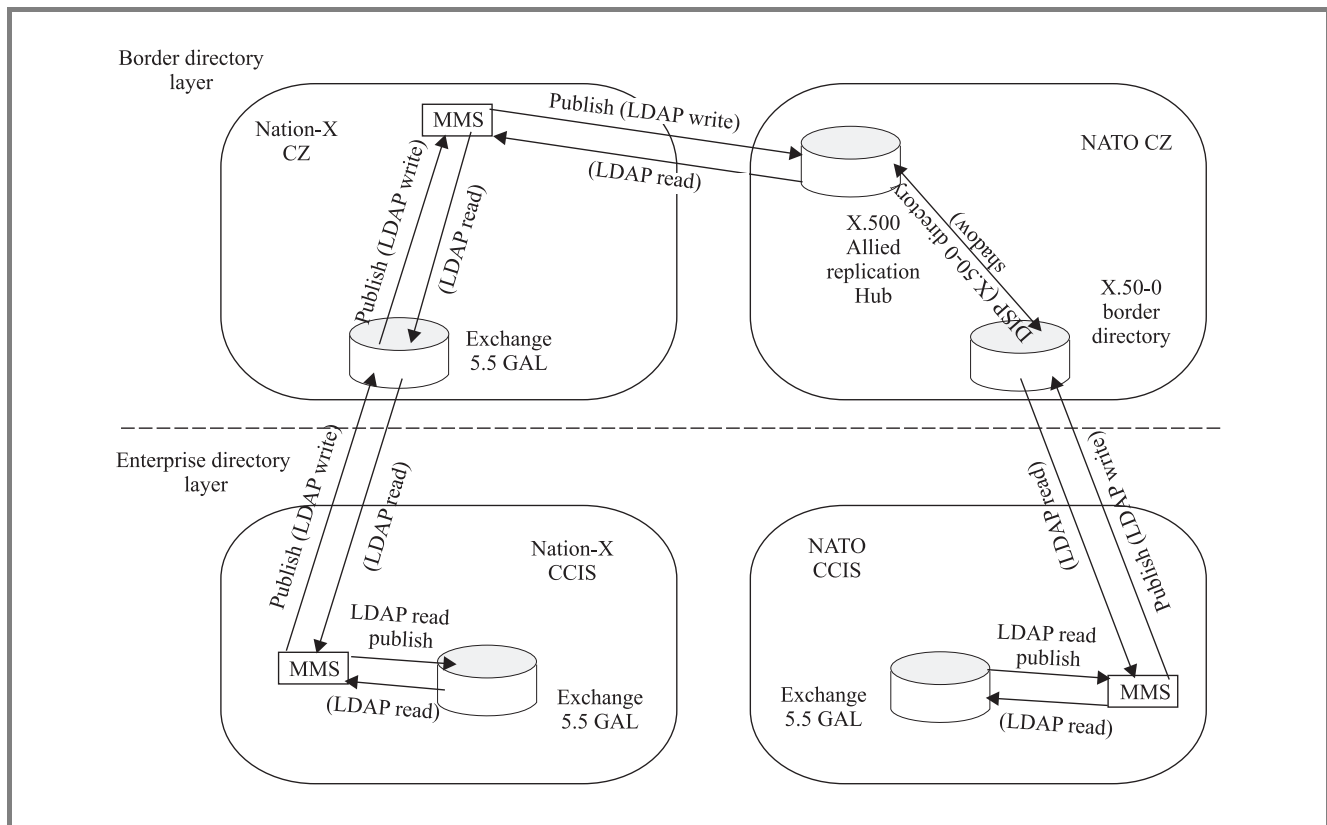 Border directory
layer
Nation-X
CZ
MMS
Publish (LDAP write)
(LDAP read)
Publish (LDAP write)
(LDAP read)
Exchange
5.5 GAL
NATO CZ
X.500
Allied
replication
Hub
DISP (X.50-0 directory
shadow)
X.50-0
border
directory
Enterprise directory
layer
Publish (LDAP write)
(LDAP read)
Nation-X
CCIS
LDAP read
publish
MMS
(LDAP read)
Exchange
5.5 GAL
(LDAP read)
Publish (LDAP write)
NATO
CCIS
LDAP read
publish
MMS
(LDAP read)
Exchange
5.5 GAL